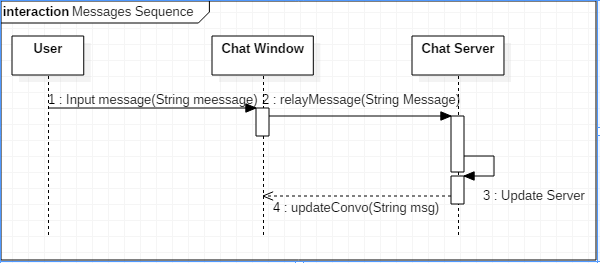 interaction Messages Sequence
User
Chat Window
Chat Server
1 : Input message(String meessage)
2 : relayMessage(String Message)
3 : Update Server
4 : updateConvo(String msg)